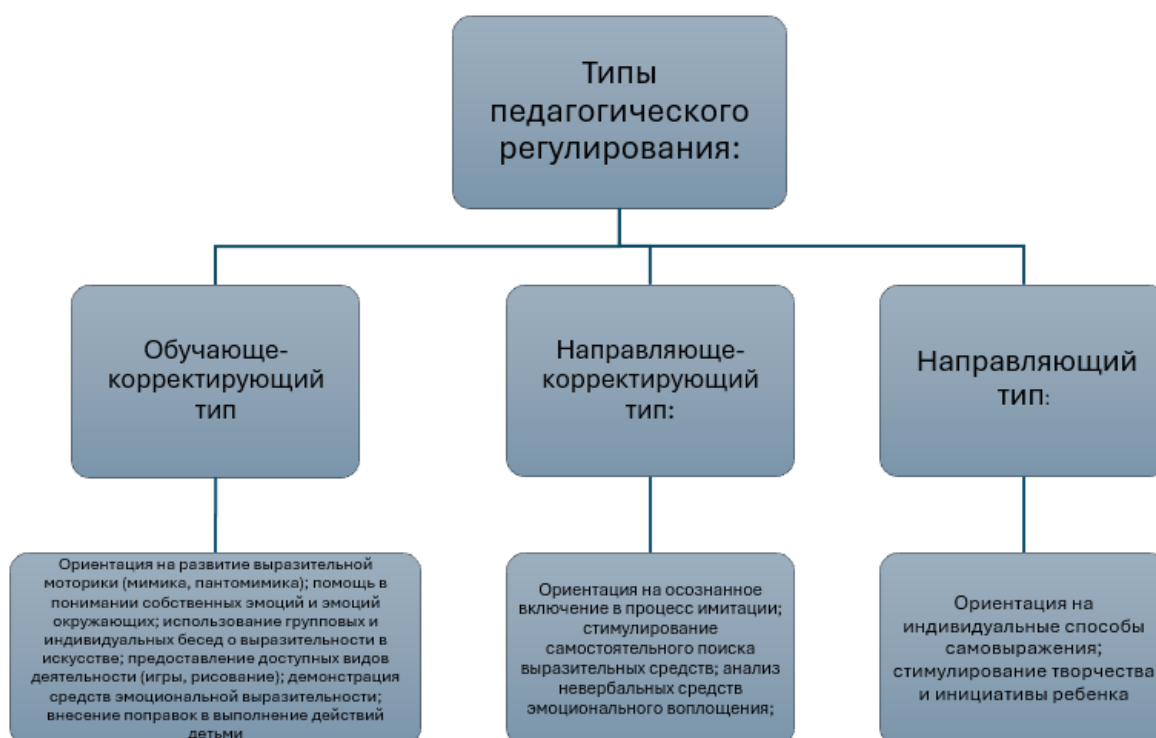 Типы
педагогического
регулирования:
Обучающе-
корректирующий
тип
Направляюще-
корректирующий
тип:
Направляющий
тип:
Ориентация на развитие выразительной
моторики (мимика, пантомимика); помощь в
понимании собственных эмоций и эмоций
окружающих; использование групповых и
индивидуальных бесед о выразительности в
искусстве; предоставление доступных видов
деятельности (игры, рисование); демонстрация
средств эмоциональной выразительности;
внесение поправок в выполнение действий
детьми
Ориентация на осознанное
включение в процесс имитации;
стимулирование
самостоятельного поиска
выразительных средств; анализ
невербальных средств
эмоционального воплощения;
Ориентация на
индивидуальные способы
самовыражения;
стимулирование творчества
и инициативы ребенка